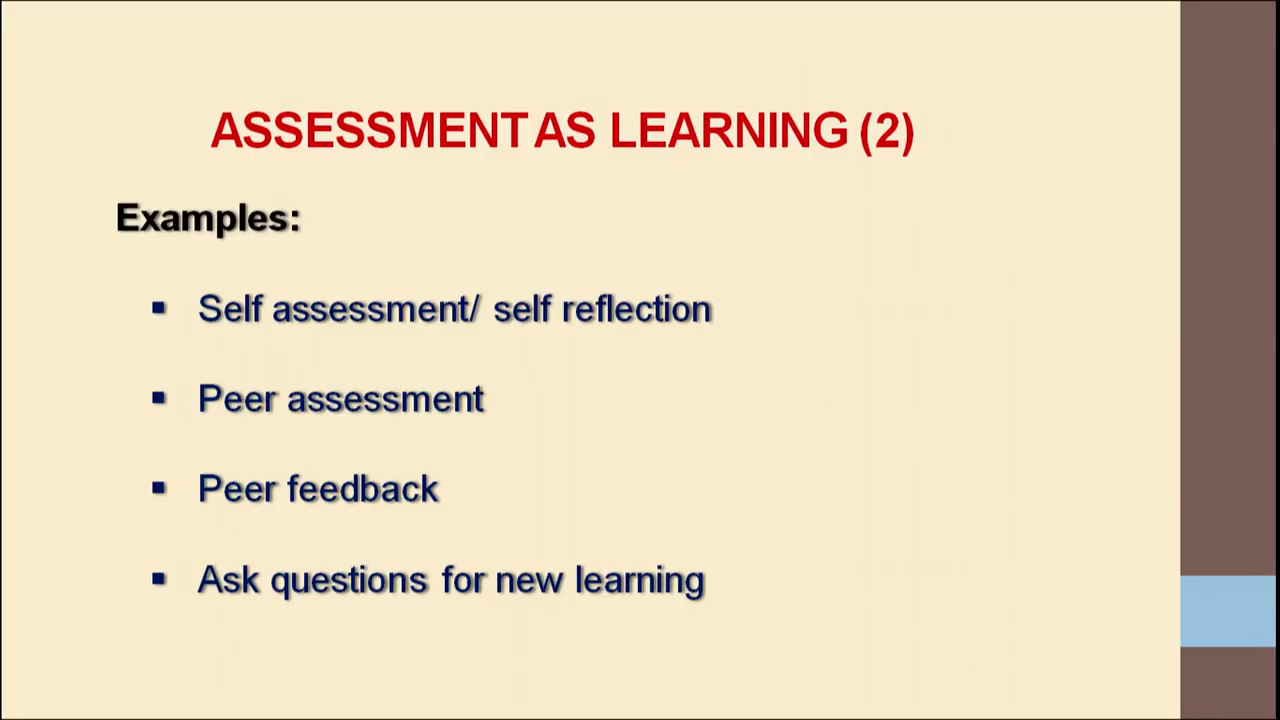 ASSESSMENT AS LEARNING (2)
Examples:
▪ Self assessment/ self reflection
▪ Peer assessment
▪ Peer feedback
▪ Ask questions for new learning